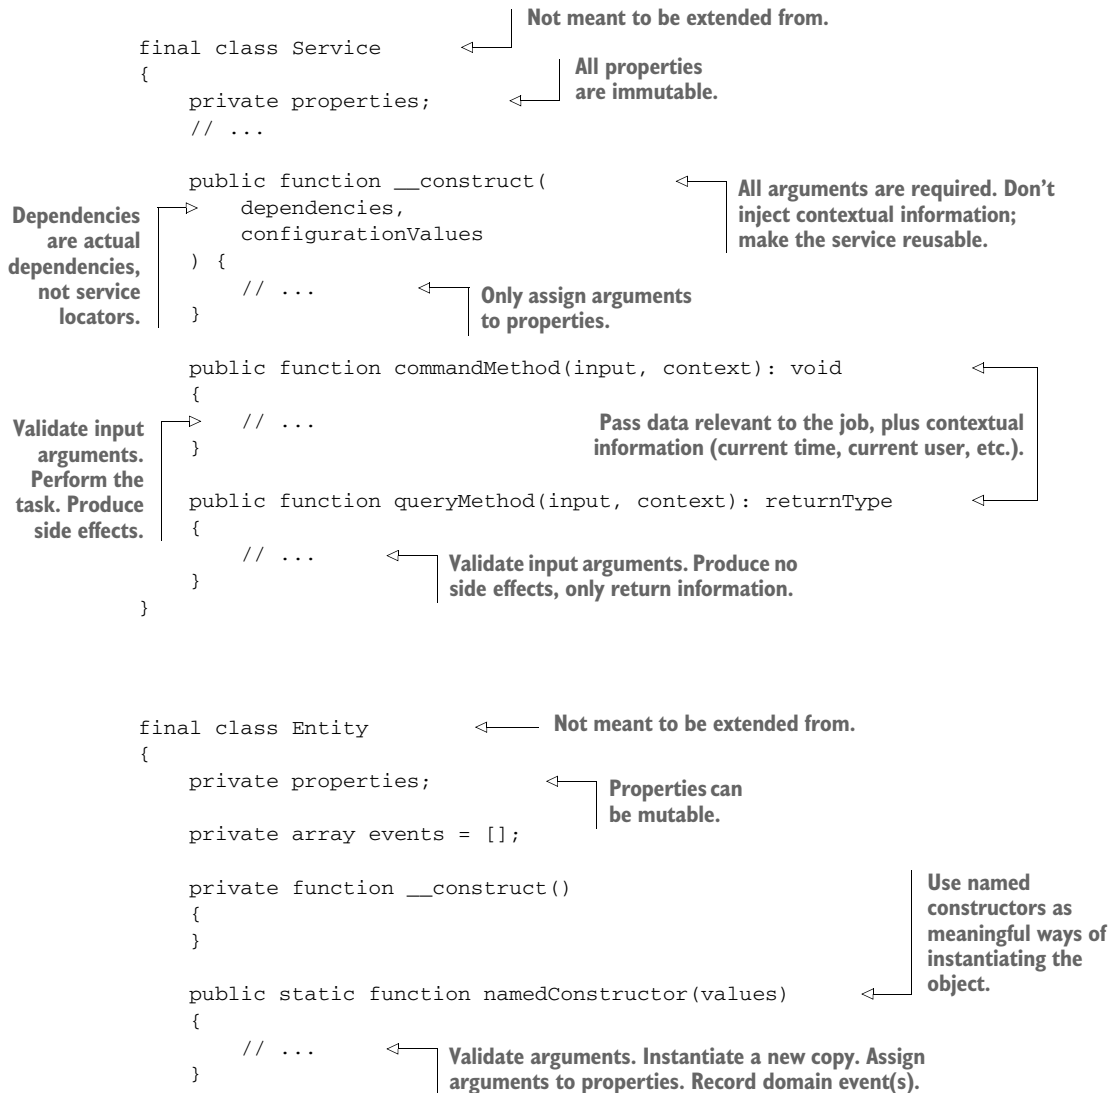 Not meant to be extended from.
final class Service
{
All properties
are immutable.
private properties;
// ...
public function __construct(
All arguments are required. Don't
inject contextual information;
make the service reusable.
Dependencies
are actual
dependencies,
not service
locators.
dependencies,
configurationValues
) {
// ...
Only assign arguments
to properties.
}
public function commandMethod(input, context): void
{
// ...
Pass data relevant to the job, plus contextual
information (current time, current user, etc.).
Validate input
arguments.
Perform the
task. Produce
side effects.
}
public function queryMethod(input, context): returnType
{
// ...
Validate input arguments. Produce no
side effects, only return information.
}
}
final class Entity
Not meant to be extended from.
{
private properties;
Properties can
be mutable.
private array events = [];
private function __construct()
{
}
Use named
constructors as
meaningful ways of
instantiating the
object.
public static function namedConstructor(values)
{
// ...
Validate arguments. Instantiate a new copy. Assign
arguments to properties. Record domain event(s).
}